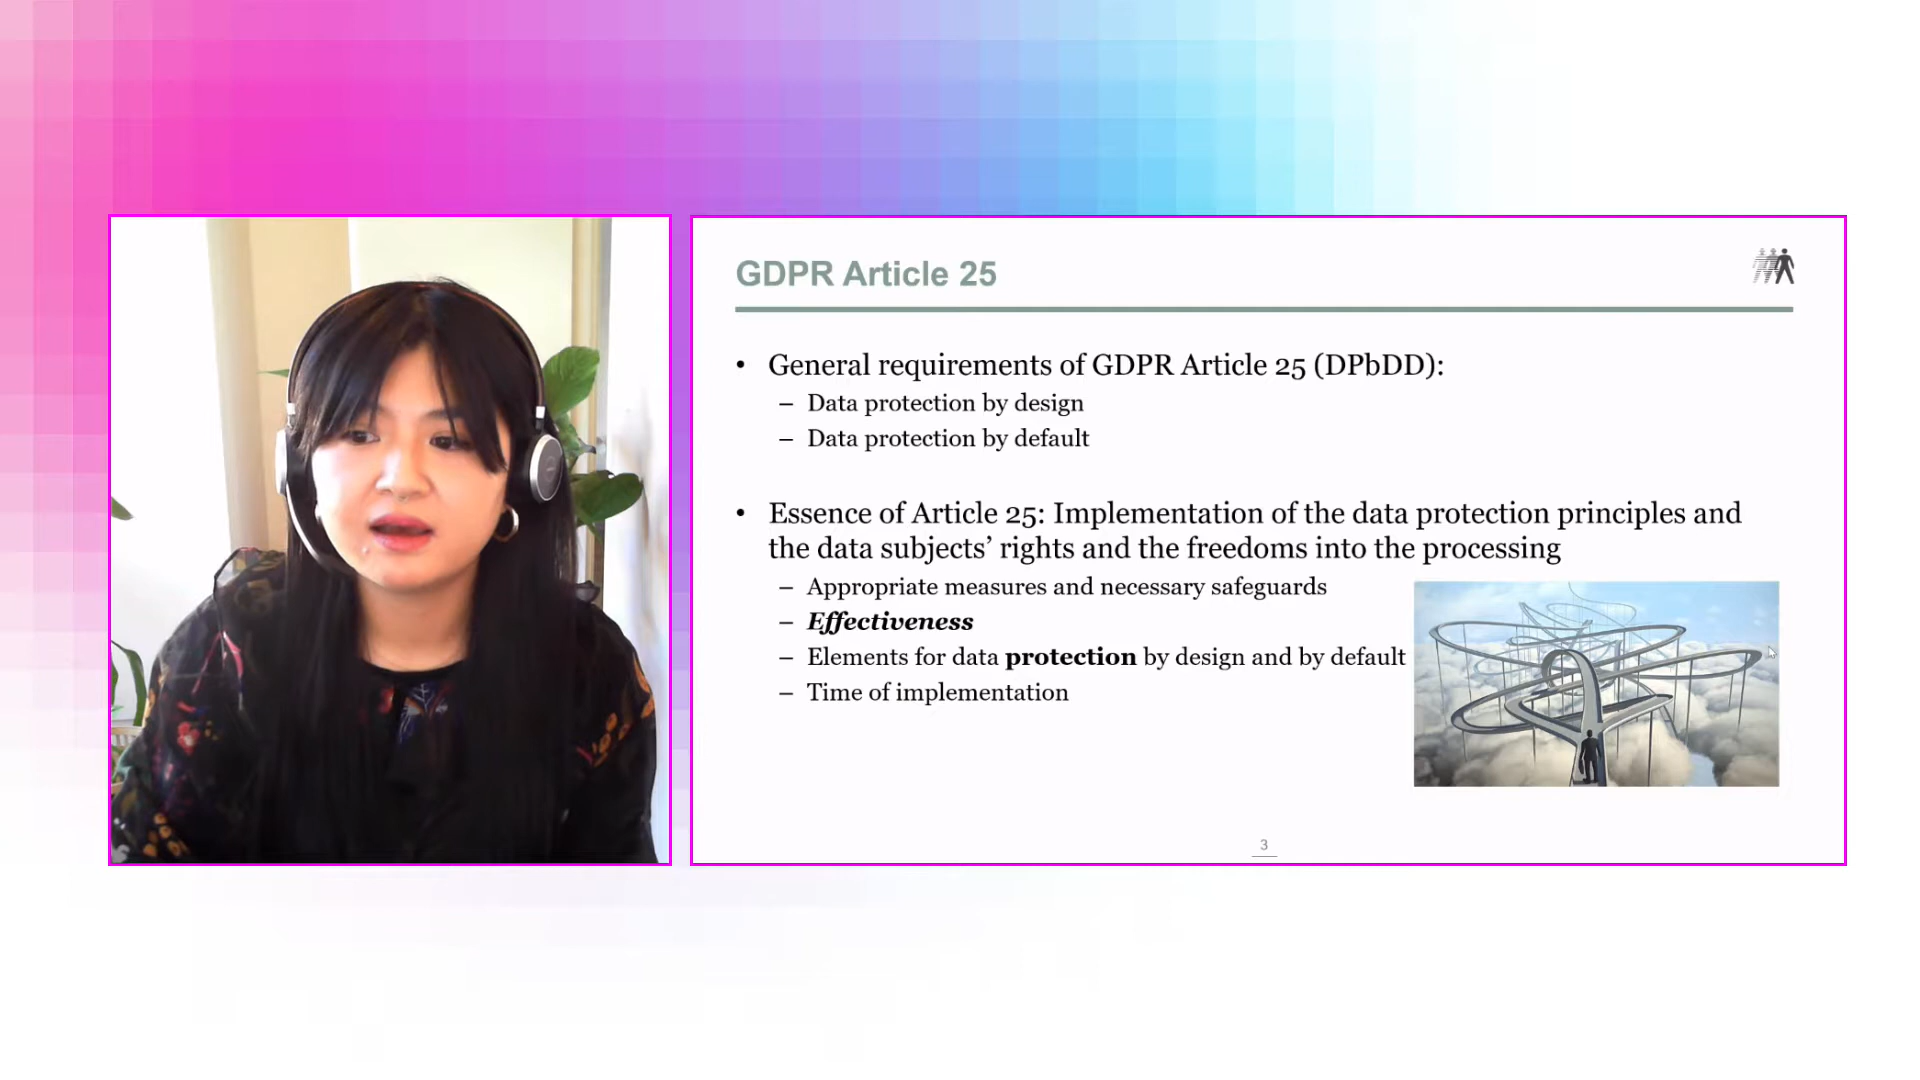 GDPR Article 25
• General requirements of GDPR Article 25 (DPbDD):
– Data protection by design
– Data protection by default
• Essence of Article 25: Implementation of the data protection principles and
the data subjects’ rights and the freedoms into the processing
– Appropriate measures and necessary safeguards
– Effectiveness
– Elements for data protection by design and by default
– Time of implementation
3